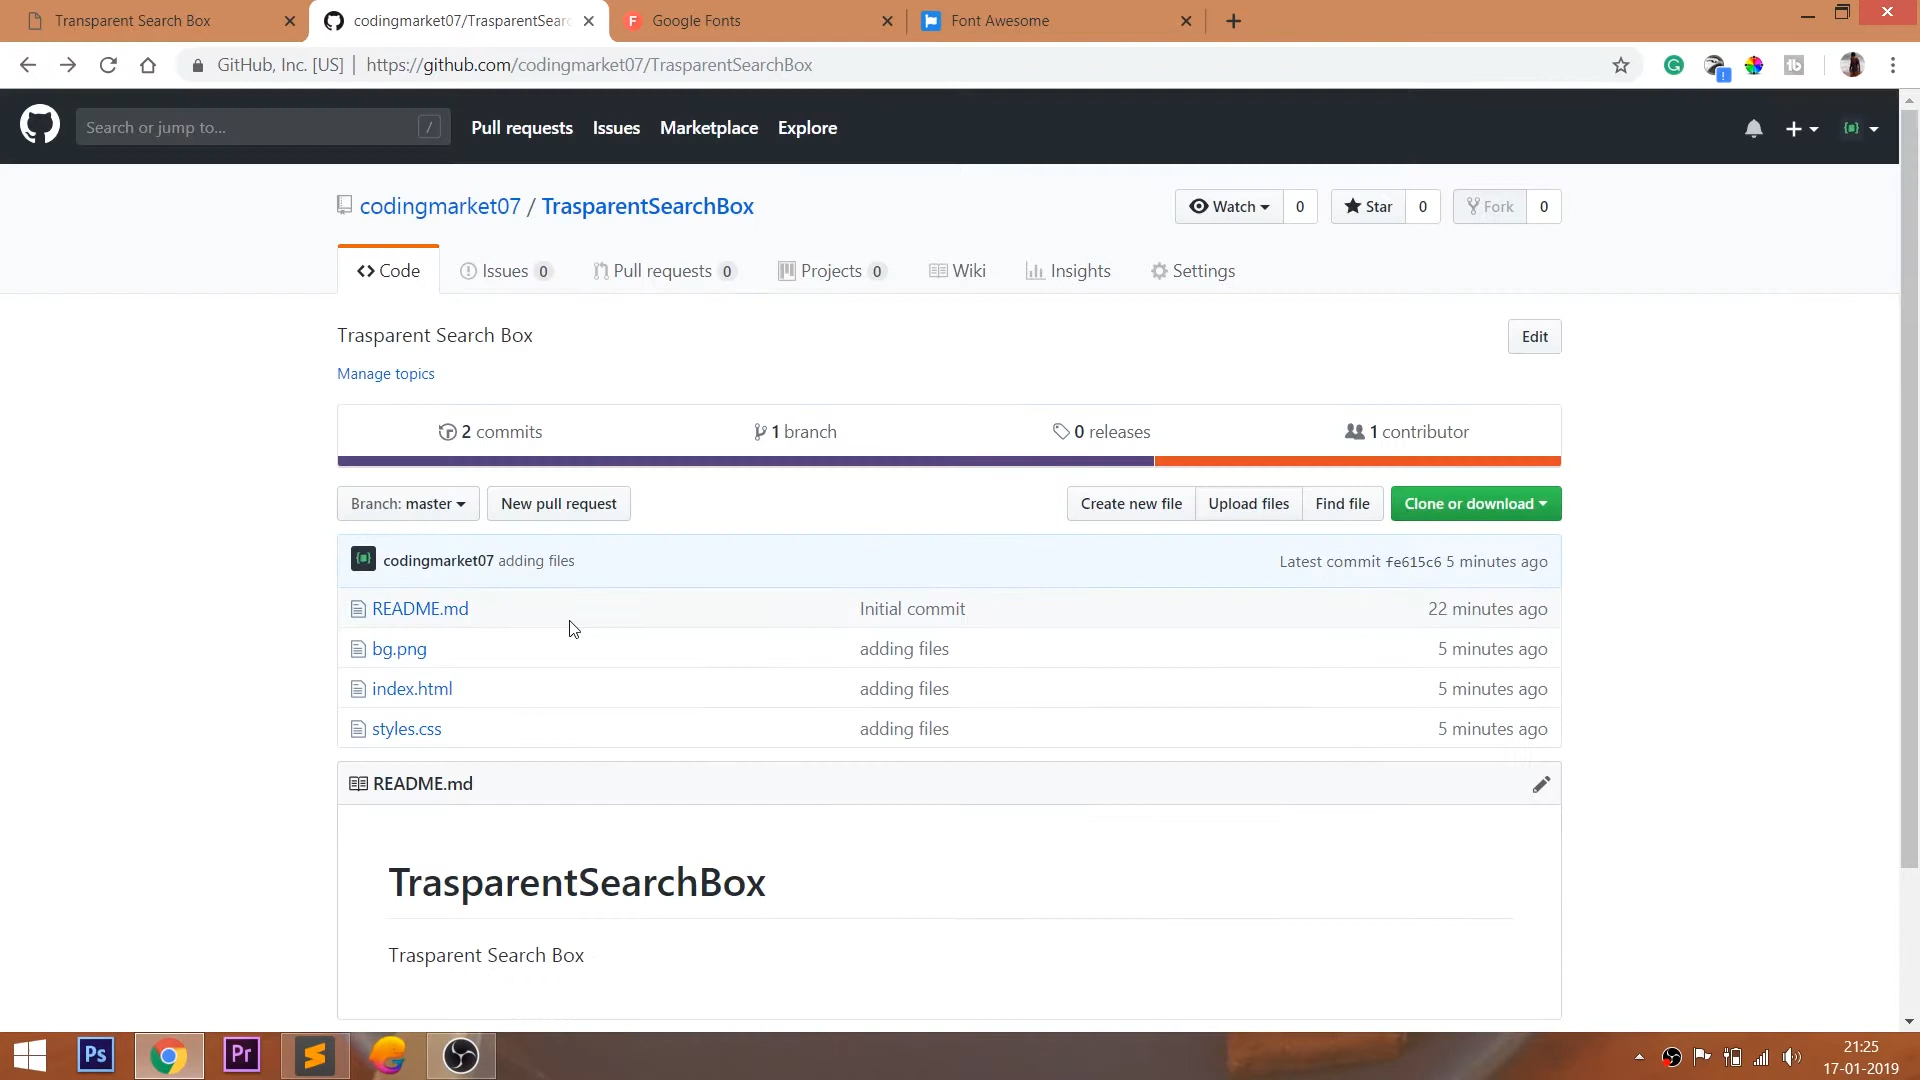 Transparent Search Box
codingmarket07/TrasparentSearc
Google Fonts
Font Awesome
GitHub, Inc. [US] | https://github.com/codingmarket07/TrasparentSearchBox
Search or jump to...
/
Pull requests
Issues
Marketplace
Explore
codingmarket07 / TrasparentSearchBox
Watch 0
Star 0
Fork 0
Code
Issues 0
Pull requests 0
Projects 0
Wiki
Insights
Settings
Trasparent Search Box
Edit
Manage topics
2 commits
1 branch
0 releases
1 contributor
Branch: master
New pull request
Create new file
Upload files
Find file
Clone or download
codingmarket07 adding files
Latest commit fe615c6 5 minutes ago
README.md Initial commit 22 minutes ago
bg.png adding files 5 minutes ago
index.html adding files 5 minutes ago
styles.css adding files 5 minutes ago
README.md
TrasparentSearchBox
Trasparent Search Box
Ps
Pr
21:25
17-01-2019